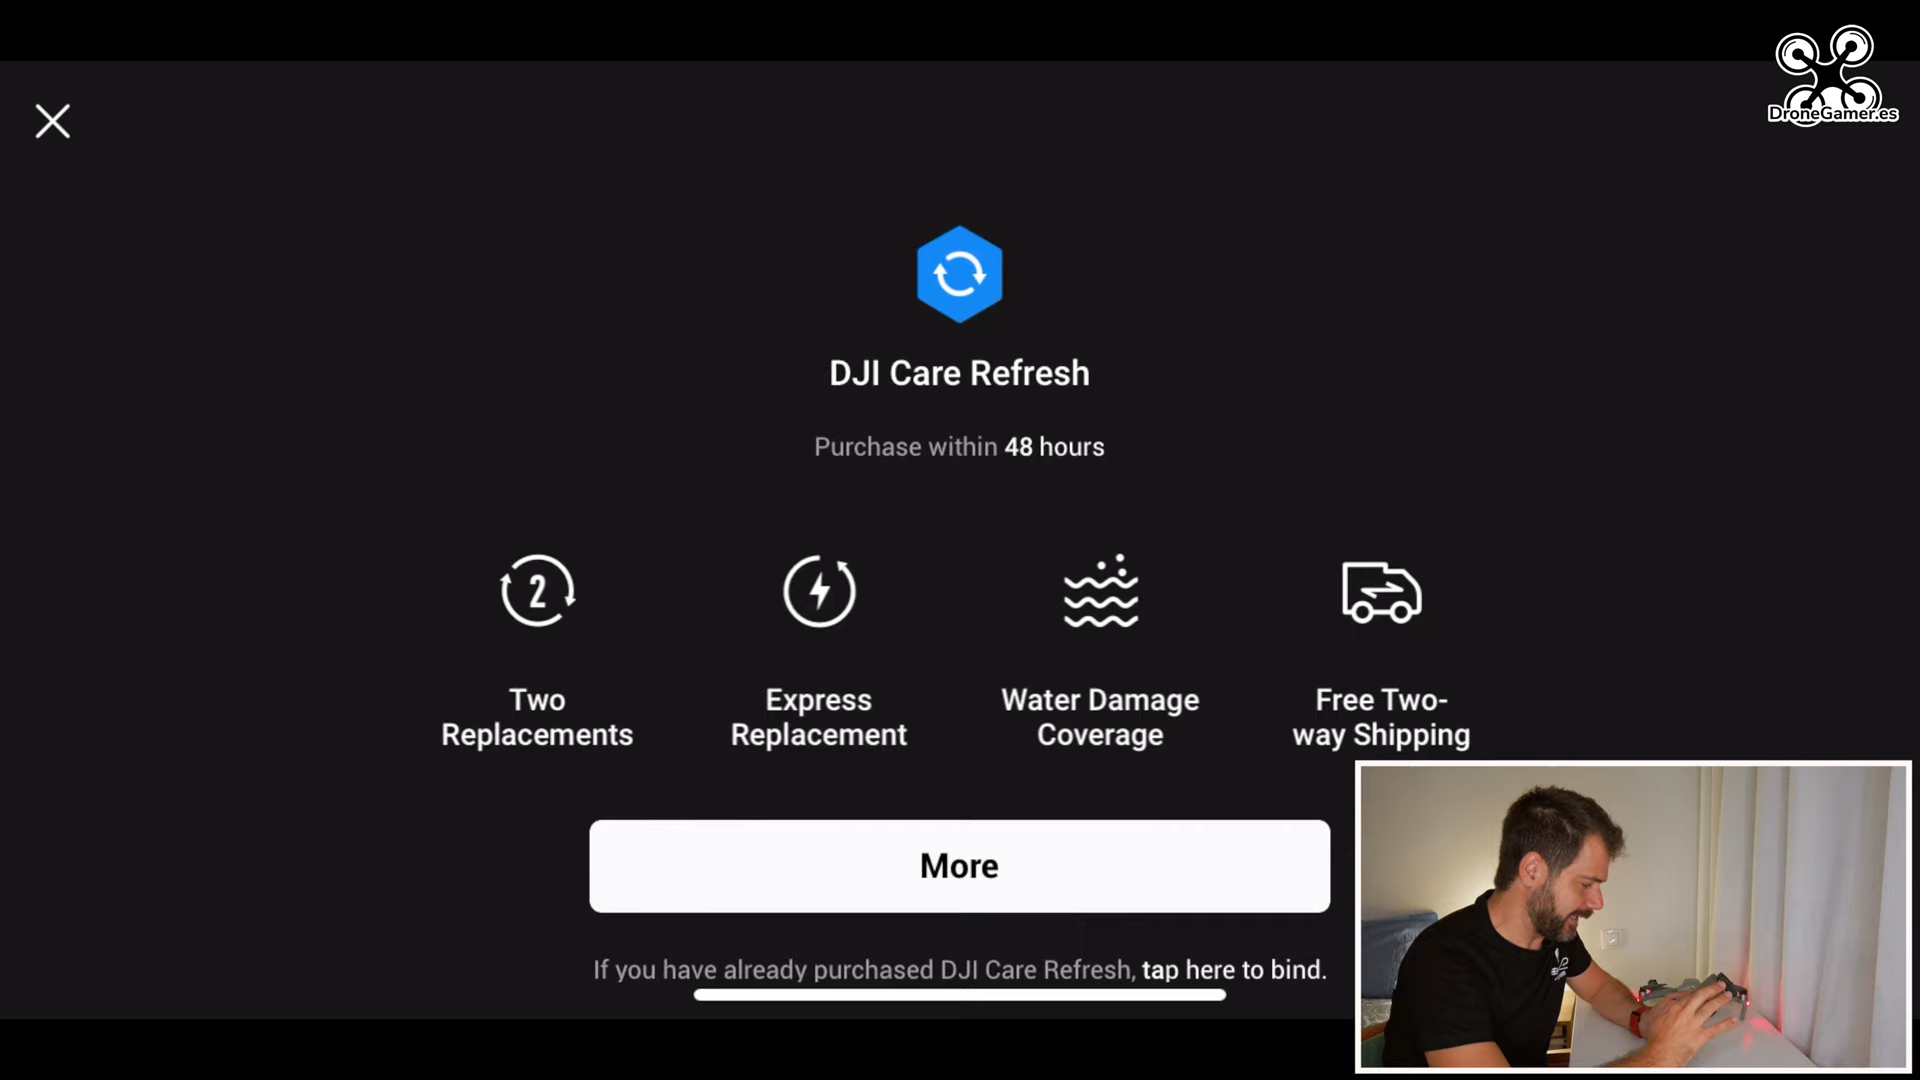 DroneGamer.es
DJI Care Refresh
Purchase within 48 hours
2
Two
Replacements
Express
Replacement
Water Damage
Coverage
Free Two-
way Shipping
More
If you have already purchased DJI Care Refresh, tap here to bind.